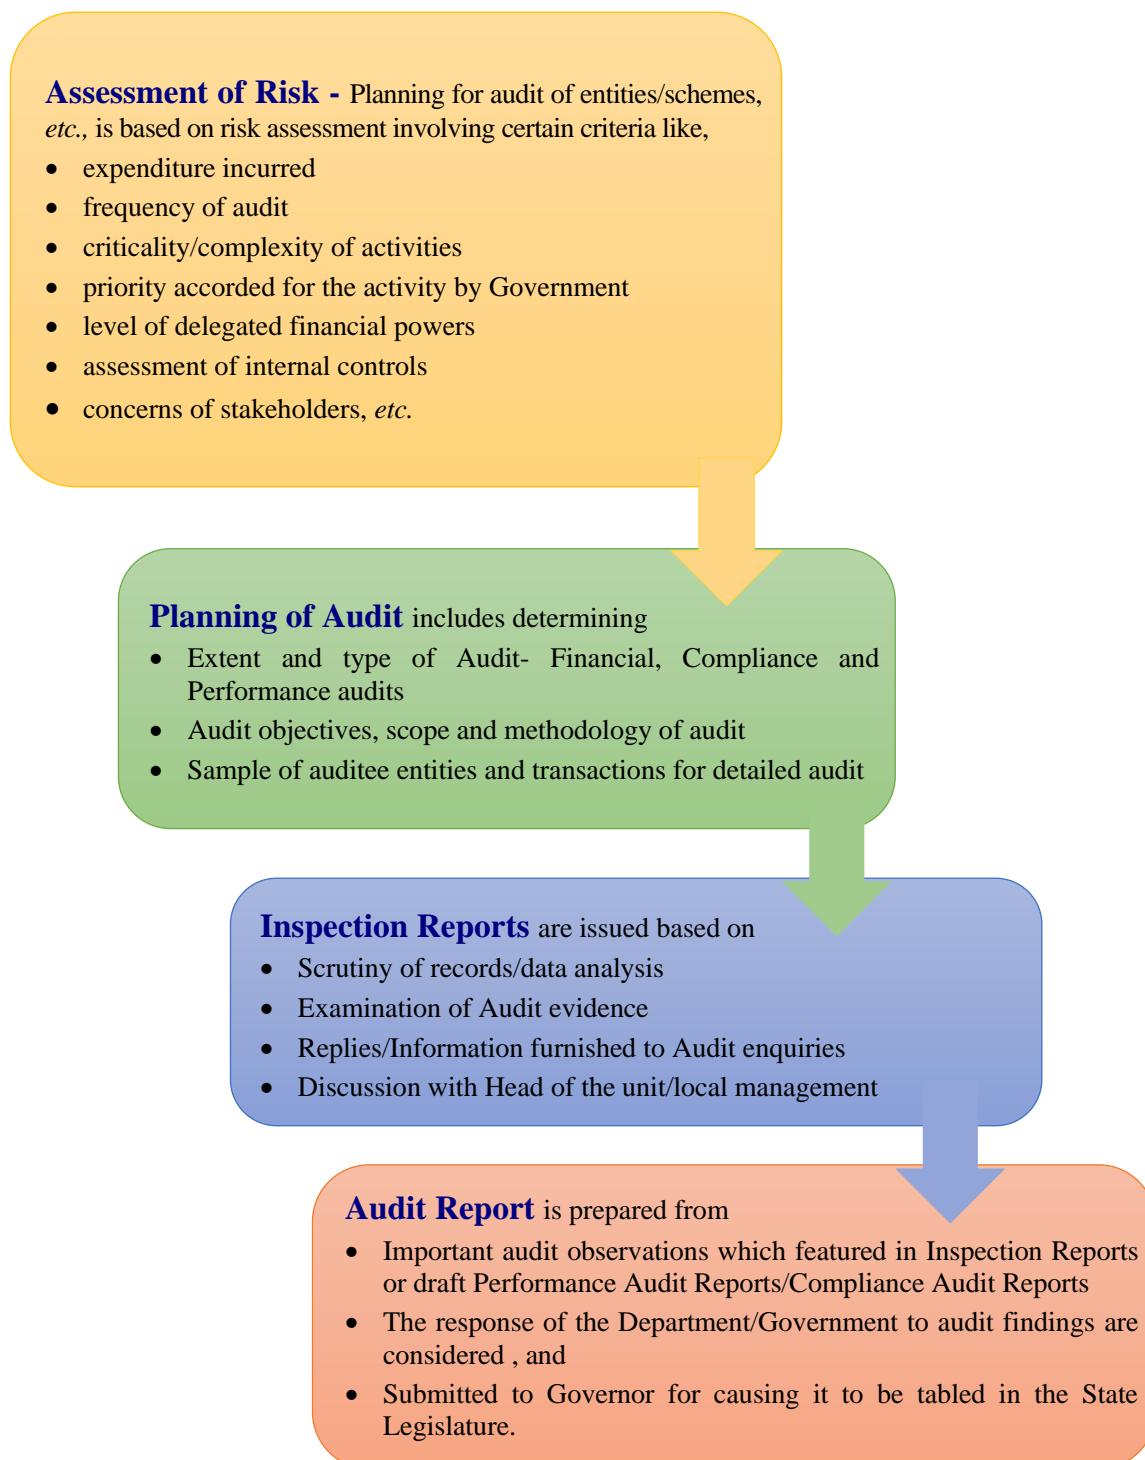 Assessment of Risk - Planning for audit of entities/schemes,
etc., is based on risk assessment involving certain criteria like,
• expenditure incurred
• frequency of audit
• criticality/complexity of activities
• priority accorded for the activity by Government
• level of delegated financial powers
• assessment of internal controls
• concerns of stakeholders, etc.
Planning of Audit includes determining
• Extent and type of Audit- Financial, Compliance and
Performance audits
• Audit objectives, scope and methodology of audit
• Sample of auditee entities and transactions for detailed audit
Inspection Reports are issued based on
• Scrutiny of records/data analysis
• Examination of Audit evidence
• Replies/Information furnished to Audit enquiries
• Discussion with Head of the unit/local management
Audit Report is prepared from
• Important audit observations which featured in Inspection Reports
or draft Performance Audit Reports/Compliance Audit Reports
• The response of the Department/Government to audit findings are
considered , and
• Submitted to Governor for causing it to be tabled in the State
Legislature.